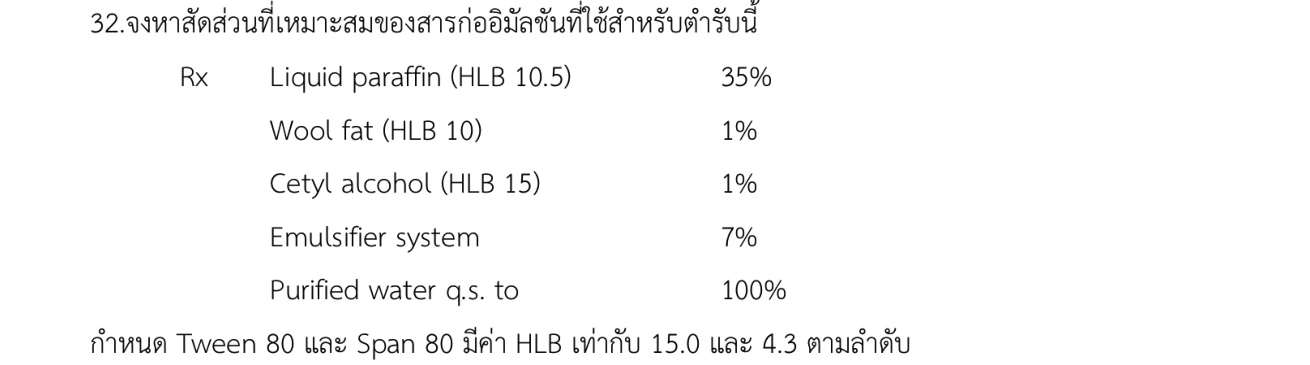 32.จงหาสัดส่วนที่เหมาะสมของสารก่ออิมัลชันที่ใช้สำหรับตำรับนี้
Rx Liquid paraffin (HLB 10.5) 35%
Wool fat (HLB 10) 1%
Cetyl alcohol (HLB 15) 1%
Emulsifier system 7%
Purified water q.s. to 100%
กำหนด Tween 80 และ Span 80 มีค่า HLB เท่ากับ 15.0 และ 4.3 ตามลำดับ